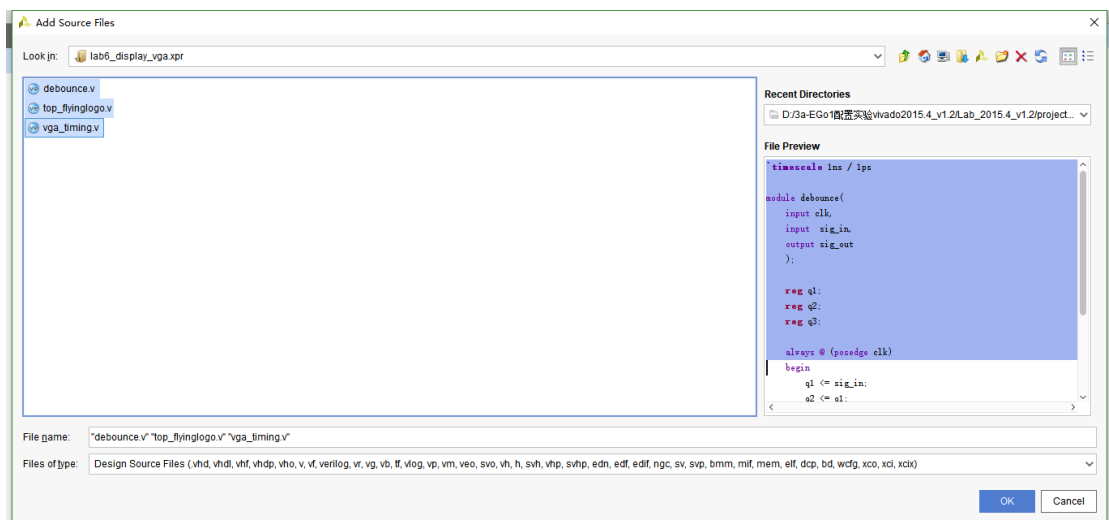 Add Source Files
Look in: lab6_display_vga.xpr
debounce.v
top_flyinglogo.v
vga_timing.v
Recent Directories
D:/3a-EGo1配置实验vivado2015.4_v1.2/Lab_2015.4_v1.2/project...
File Preview
`timescale 1ns / 1ps
module debounce(
input clk,
input sig_in,
output sig_out
);
reg q1;
reg q2;
reg q3;
always @ (posedge clk)
begin
q1 <= sig_in;
q2 <= q1;
File name: "debounce.v" "top_flyinglogo.v" "vga_timing.v"
Files of type: Design Source Files (.vhd, vhdl, vhf, vhdp, vho, v, vf, verilog, vr, vg, vb, tf, vlog, vp, vm, veo, svo, vh, h, svh, vhp, svhp, edn, edf, edif, ngc, sv, svp, bmm, mif, mem, elf, dcp, bd, wcfg, xco, xci, xcix)
OK Cancel